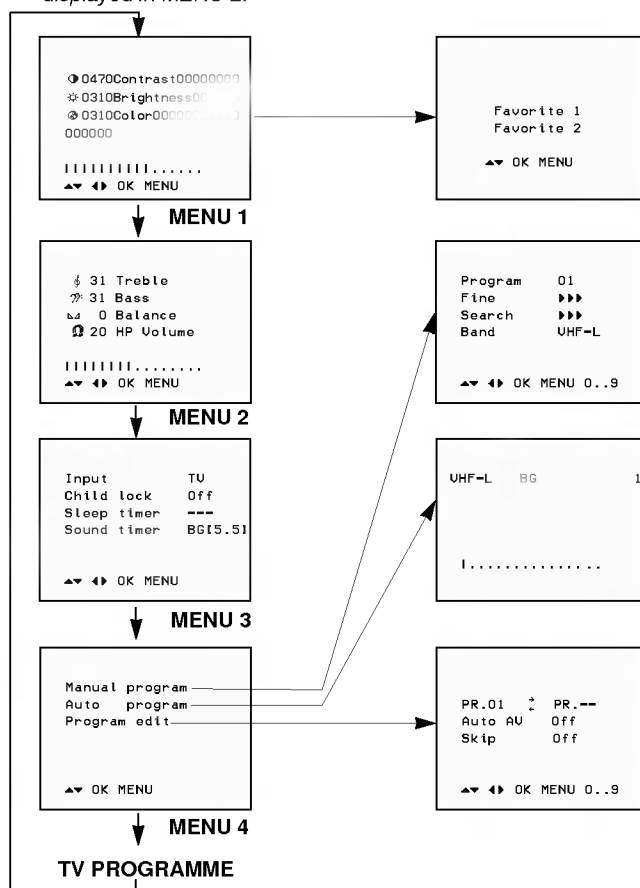 displayed in MENU 2.
0470Contrast00000000
0310Brightness00
0310Color000000
000000
OK MENU
MENU 1
Favorite 1
Favorite 2
OK MENU
31 Treble
31 Bass
0 Balance
20 HP Volume
OK MENU
MENU 2
Program 01
Fine
Search
Band VHF-L
OK MENU 0..9
Input TV
Child lock Off
Sleep timer ---
Sound timer BG[5.5]
OK MENU
MENU 3
VHF-L BG 1
Manual program
Auto program
Program edit
OK MENU
MENU 4
PR.01 PR.--
Auto AV Off
Skip Off
OK MENU 0..9
TV PROGRAMME